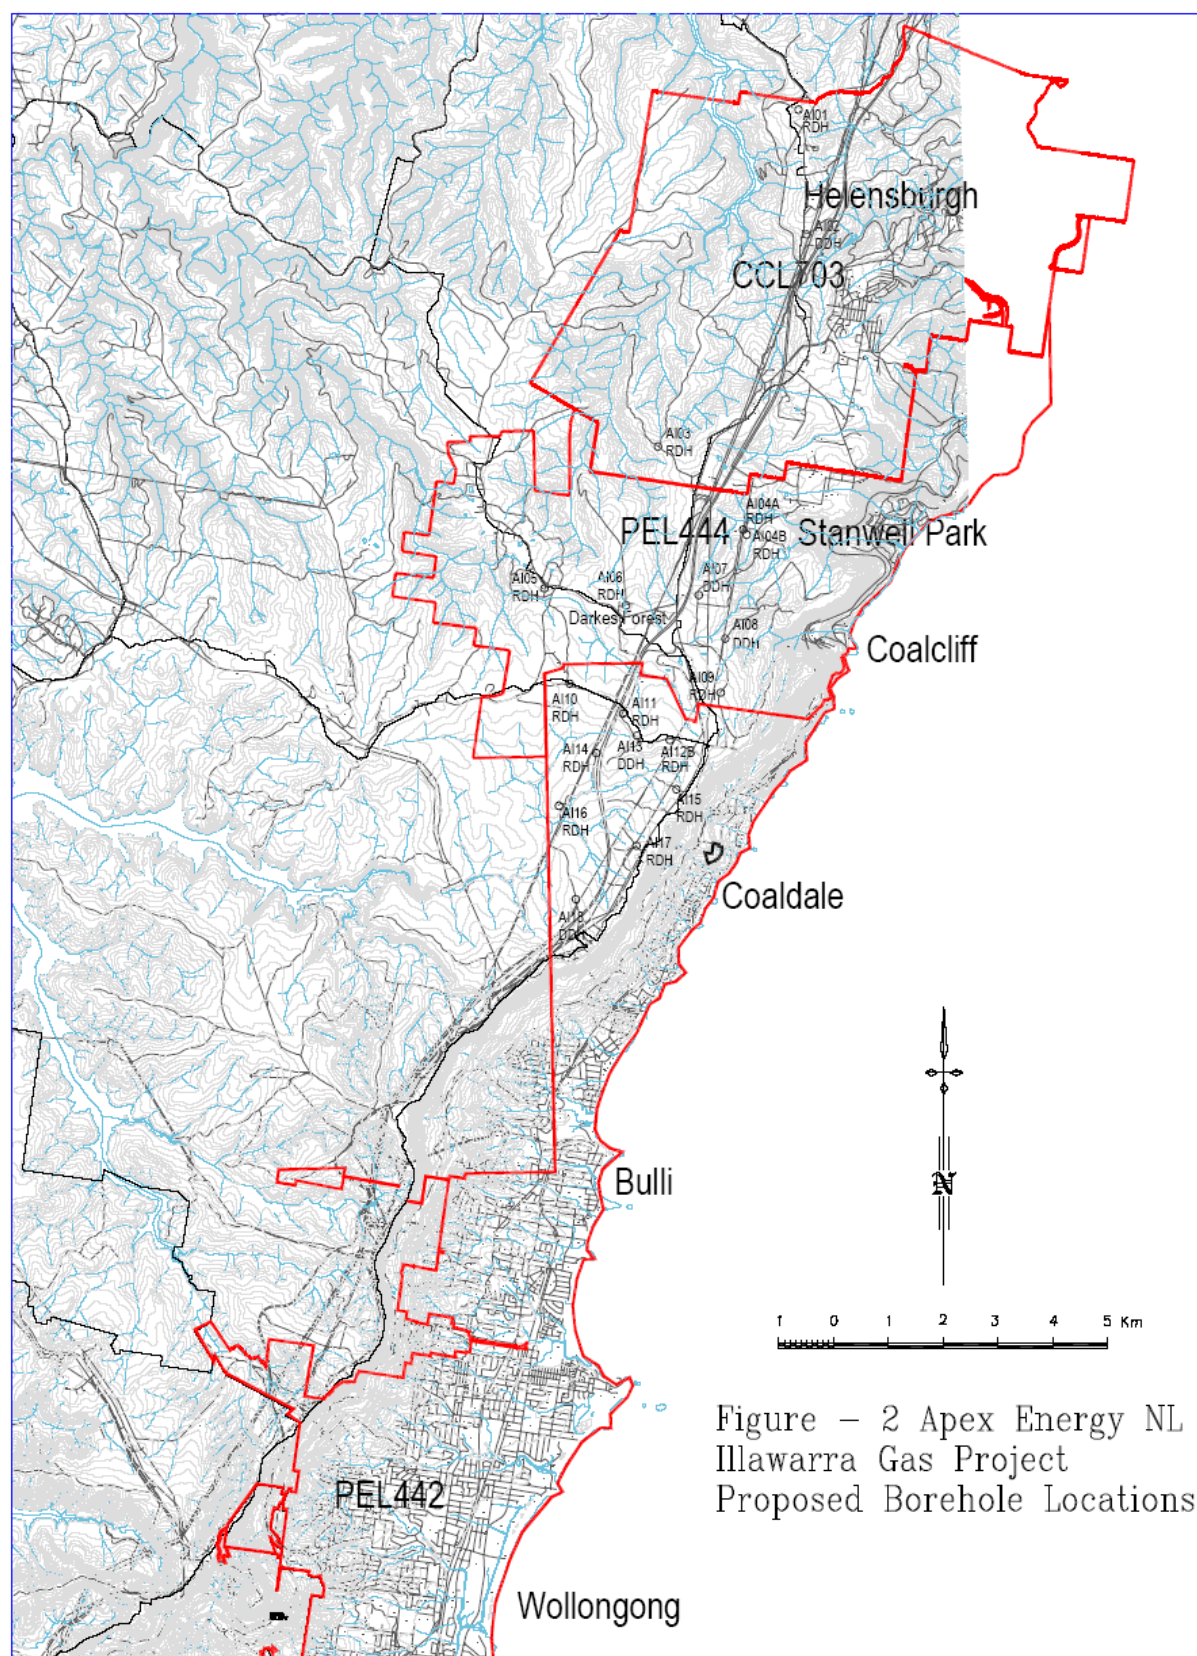 AI01
RDH
Helensburgh
AI02
DDH
CCL703
AI03
RDH
AI04A
RDH
PEL444
Stanwell Park
AI04B
RDH
AI05
RDH
AI06
RDH
AI07
DDH
Darkes Forest
AI08
DDH
Coalcliff
AI09
RDH
AI10
RDH
AI11
RDH
AI13
DDH
AI12B
RDH
AI14
RDH
AI15
RDH
AI16
RDH
AI17
RDH
Coaldale
AI18
DDH
Bulli
N
1 0 1 2 3 4 5 Km
Figure - 2 Apex Energy NL
Illawarra Gas Project
Proposed Borehole Locations
PEL442
Wollongong